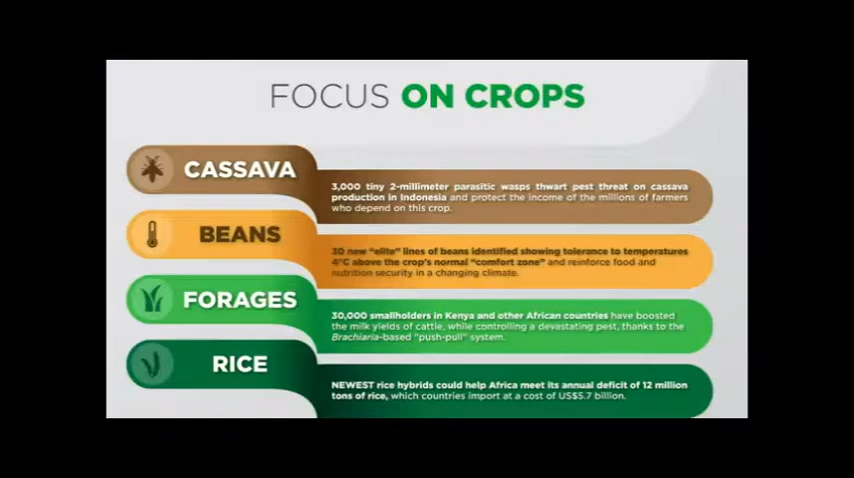 FOCUS ON CROPS
CASSAVA
3,000 tiny 2-millimeter parasitic wasps thwart pest threat on cassava
production in Indonesia and protect the income of the millions of farmers
who depend on this crop.
BEANS
30 new "elite" lines of beans identified showing tolerance to temperatures
4°C above the crop's normal "comfort zone" and reinforce food and
nutrition security in a changing climate.
FORAGES
30,000 smallholders in Kenya and other African countries have boosted
the milk yields of cattle, while controlling a devastating pest, thanks to the
Brachiaria-based "push-pull" system.
RICE
NEWEST rice hybrids could help Africa meet its annual deficit of 12 million
tons of rice, which countries import at a cost of US$5.7 billion.